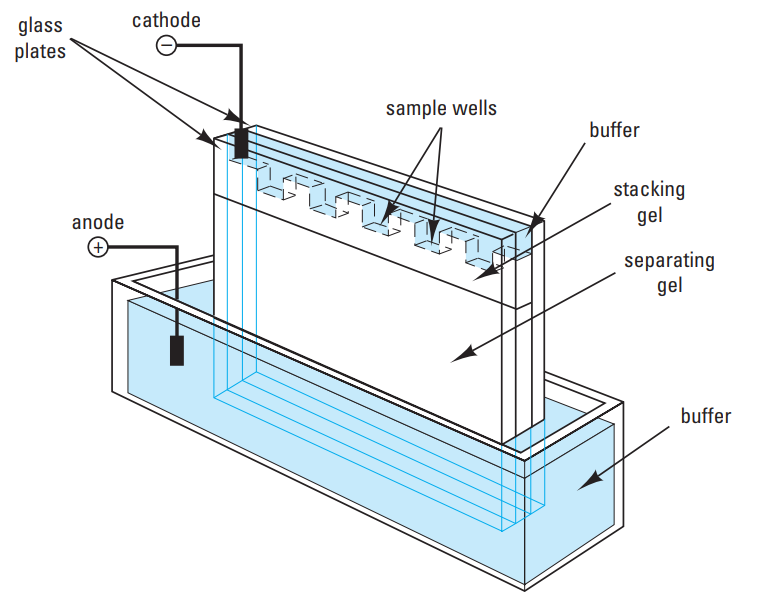 glass
plates
cathode
−
sample wells
buffer
stacking
gel
anode
+
separating
gel
buffer